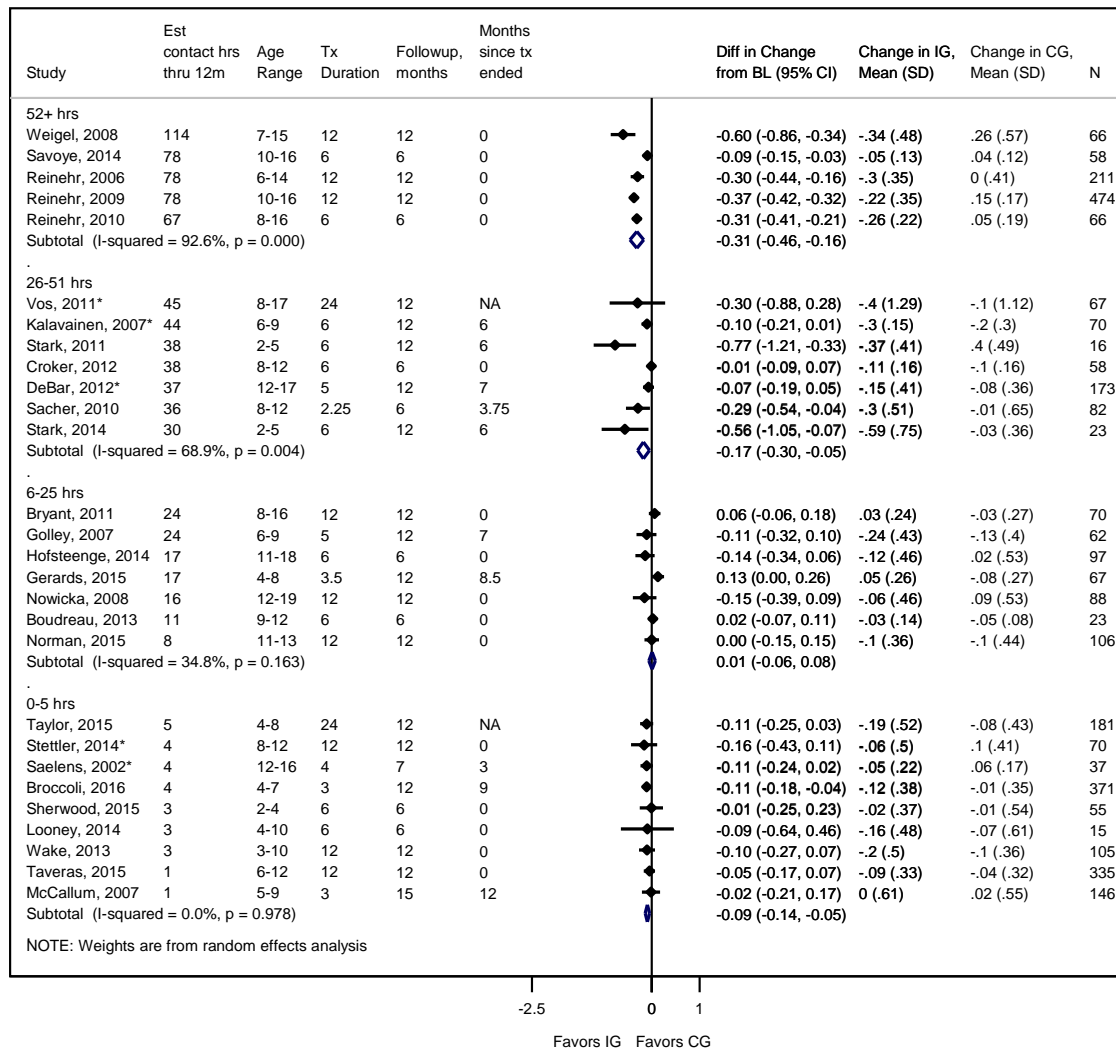 Study Est contact hrs thru 12m Age Range Tx Duration Followup, months Months since tx ended Diff in Change from BL (95% CI) Change in IG, Mean (SD) Change in CG, Mean (SD) N
52+ hrs
Weigel, 2008 114 7-15 12 12 0 -0.60 (-0.86, -0.34) -.34 (.48) .26 (.57) 66
Savoye, 2014 78 10-16 6 6 0 -0.09 (-0.15, -0.03) -.05 (.13) .04 (.12) 58
Reinehr, 2006 78 6-14 12 12 0 -0.30 (-0.44, -0.16) -.3 (.35) 0 (.41) 211
Reinehr, 2009 78 10-16 12 12 0 -0.37 (-0.42, -0.32) -.22 (.35) .15 (.17) 474
Reinehr, 2010 67 8-16 6 6 0 -0.31 (-0.41, -0.21) -.26 (.22) .05 (.19) 66
Subtotal (I-squared = 92.6%, p = 0.000) -0.31 (-0.46, -0.16)
.
26-51 hrs
Vos, 2011* 45 8-17 24 12 NA -0.30 (-0.88, 0.28) -.4 (1.29) -.1 (1.12) 67
Kalavainen, 2007* 44 6-9 6 12 6 -0.10 (-0.21, 0.01) -.3 (.15) -.2 (.3) 70
Stark, 2011 38 2-5 6 12 6 -0.77 (-1.21, -0.33) -.37 (.41) .4 (.49) 16
Croker, 2012 38 8-12 6 6 0 -0.01 (-0.09, 0.07) -.11 (.16) -.1 (.16) 58
DeBar, 2012* 37 12-17 5 12 7 -0.07 (-0.19, 0.05) -.15 (.41) -.08 (.36) 173
Sacher, 2010 36 8-12 2.25 6 3.75 -0.29 (-0.54, -0.04) -.3 (.51) -.01 (.65) 82
Stark, 2014 30 2-5 6 12 6 -0.56 (-1.05, -0.07) -.59 (.75) -.03 (.36) 23
Subtotal (I-squared = 68.9%, p = 0.004) -0.17 (-0.30, -0.05)
.
6-25 hrs
Bryant, 2011 24 8-16 12 12 0 0.06 (-0.06, 0.18) .03 (.24) -.03 (.27) 70
Golley, 2007 24 6-9 5 12 7 -0.11 (-0.32, 0.10) -.24 (.43) -.13 (.4) 62
Hofsteenge, 2014 17 11-18 6 6 0 -0.14 (-0.34, 0.06) -.12 (.46) .02 (.53) 97
Gerards, 2015 17 4-8 3.5 12 8.5 0.13 (0.00, 0.26) .05 (.26) -.08 (.27) 67
Nowicka, 2008 16 12-19 12 12 0 -0.15 (-0.39, 0.09) -.06 (.46) .09 (.53) 88
Boudreau, 2013 11 9-12 6 6 0 0.02 (-0.07, 0.11) -.03 (.14) -.05 (.08) 23
Norman, 2015 8 11-13 12 12 0 0.00 (-0.15, 0.15) -.1 (.36) -.1 (.44) 106
Subtotal (I-squared = 34.8%, p = 0.163) 0.01 (-0.06, 0.08)
.
0-5 hrs
Taylor, 2015 5 4-8 24 12 NA -0.11 (-0.25, 0.03) -.19 (.52) -.08 (.43) 181
Stettler, 2014* 4 8-12 12 12 0 -0.16 (-0.43, 0.11) -.06 (.5) .1 (.41) 70
Saelens, 2002* 4 12-16 4 7 3 -0.11 (-0.24, 0.02) -.05 (.22) .06 (.17) 37
Broccoli, 2016 4 4-7 3 12 9 -0.11 (-0.18, -0.04) -.12 (.38) -.01 (.35) 371
Sherwood, 2015 3 2-4 6 6 0 -0.01 (-0.25, 0.23) -.02 (.37) -.01 (.54) 55
Looney, 2014 3 4-10 6 6 0 -0.09 (-0.64, 0.46) -.16 (.48) -.07 (.61) 15
Wake, 2013 3 3-10 12 12 0 -0.10 (-0.27, 0.07) -.2 (.5) -.1 (.36) 105
Taveras, 2015 1 6-12 12 12 0 -0.05 (-0.17, 0.07) -.09 (.33) -.04 (.32) 335
McCallum, 2007 1 5-9 3 15 12 -0.02 (-0.21, 0.17) 0 (.61) .02 (.55) 146
Subtotal (I-squared = 0.0%, p = 0.978) -0.09 (-0.14, -0.05)
NOTE: Weights are from random effects analysis
-2.5 0 1
Favors IG Favors CG